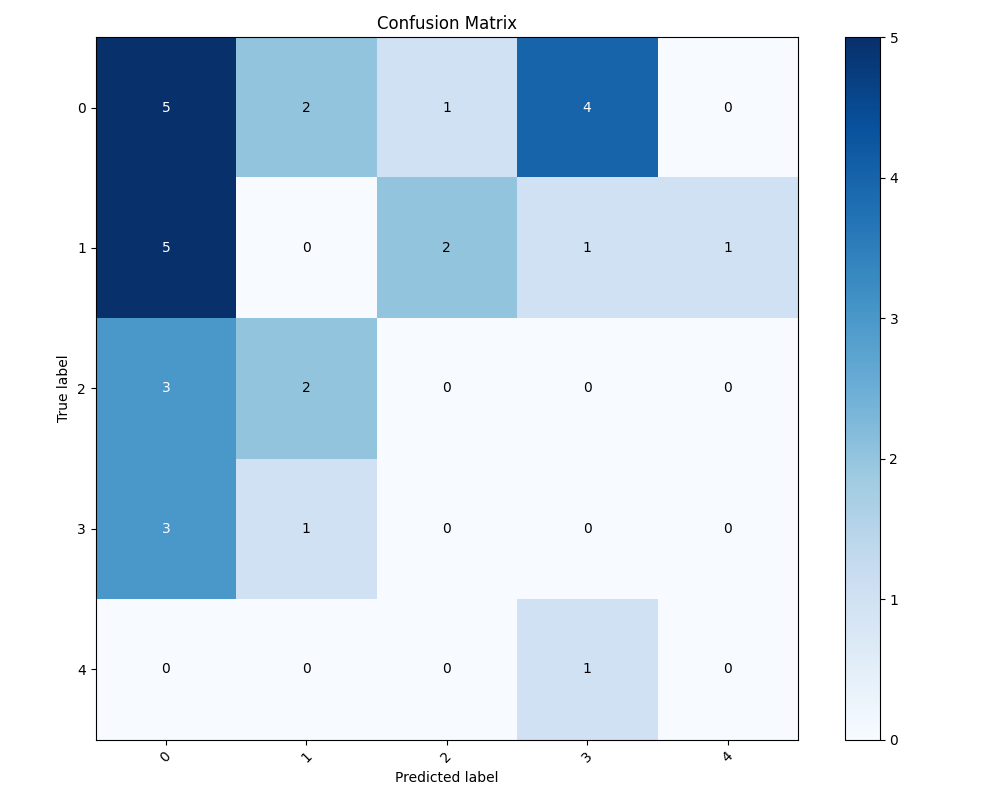 Confusion Matrix
0 5 2 1 4 0
1 5 0 2 1 1
2 3 2 0 0 0
3 3 1 0 0 0
4 0 0 0 1 0
0 1 2 3 4
True label
Predicted label
5
4
3
2
1
0